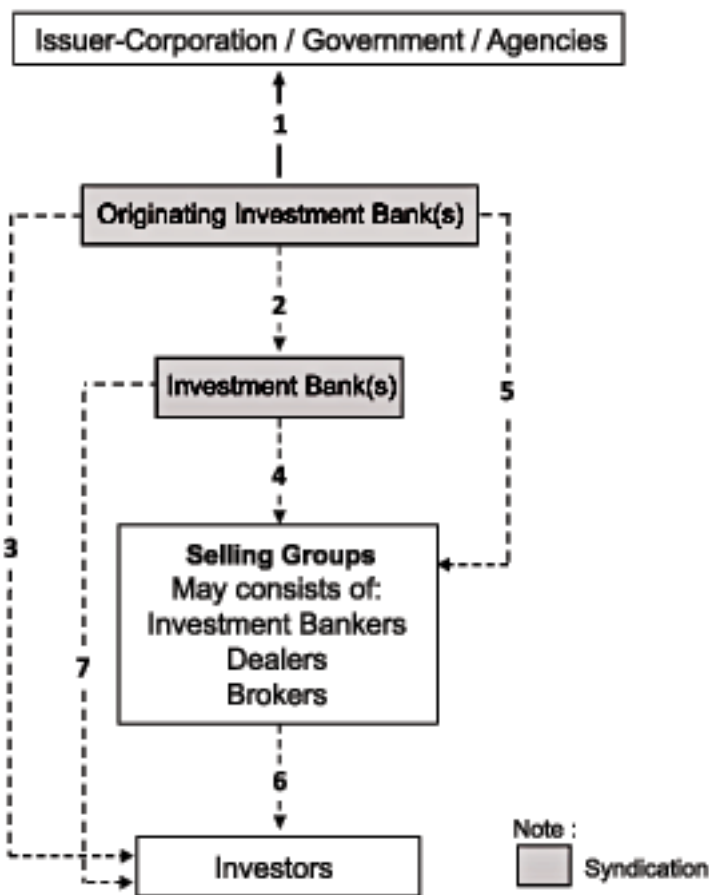 Issuer-Corporation / Government / Agencies
1
Originating Investment Bank(s)
2
Investment Bank(s)
5
4
3
Selling Groups
May consists of:
Investment Bankers
Dealers
Brokers
7
6
Note :
Investors
Syndication